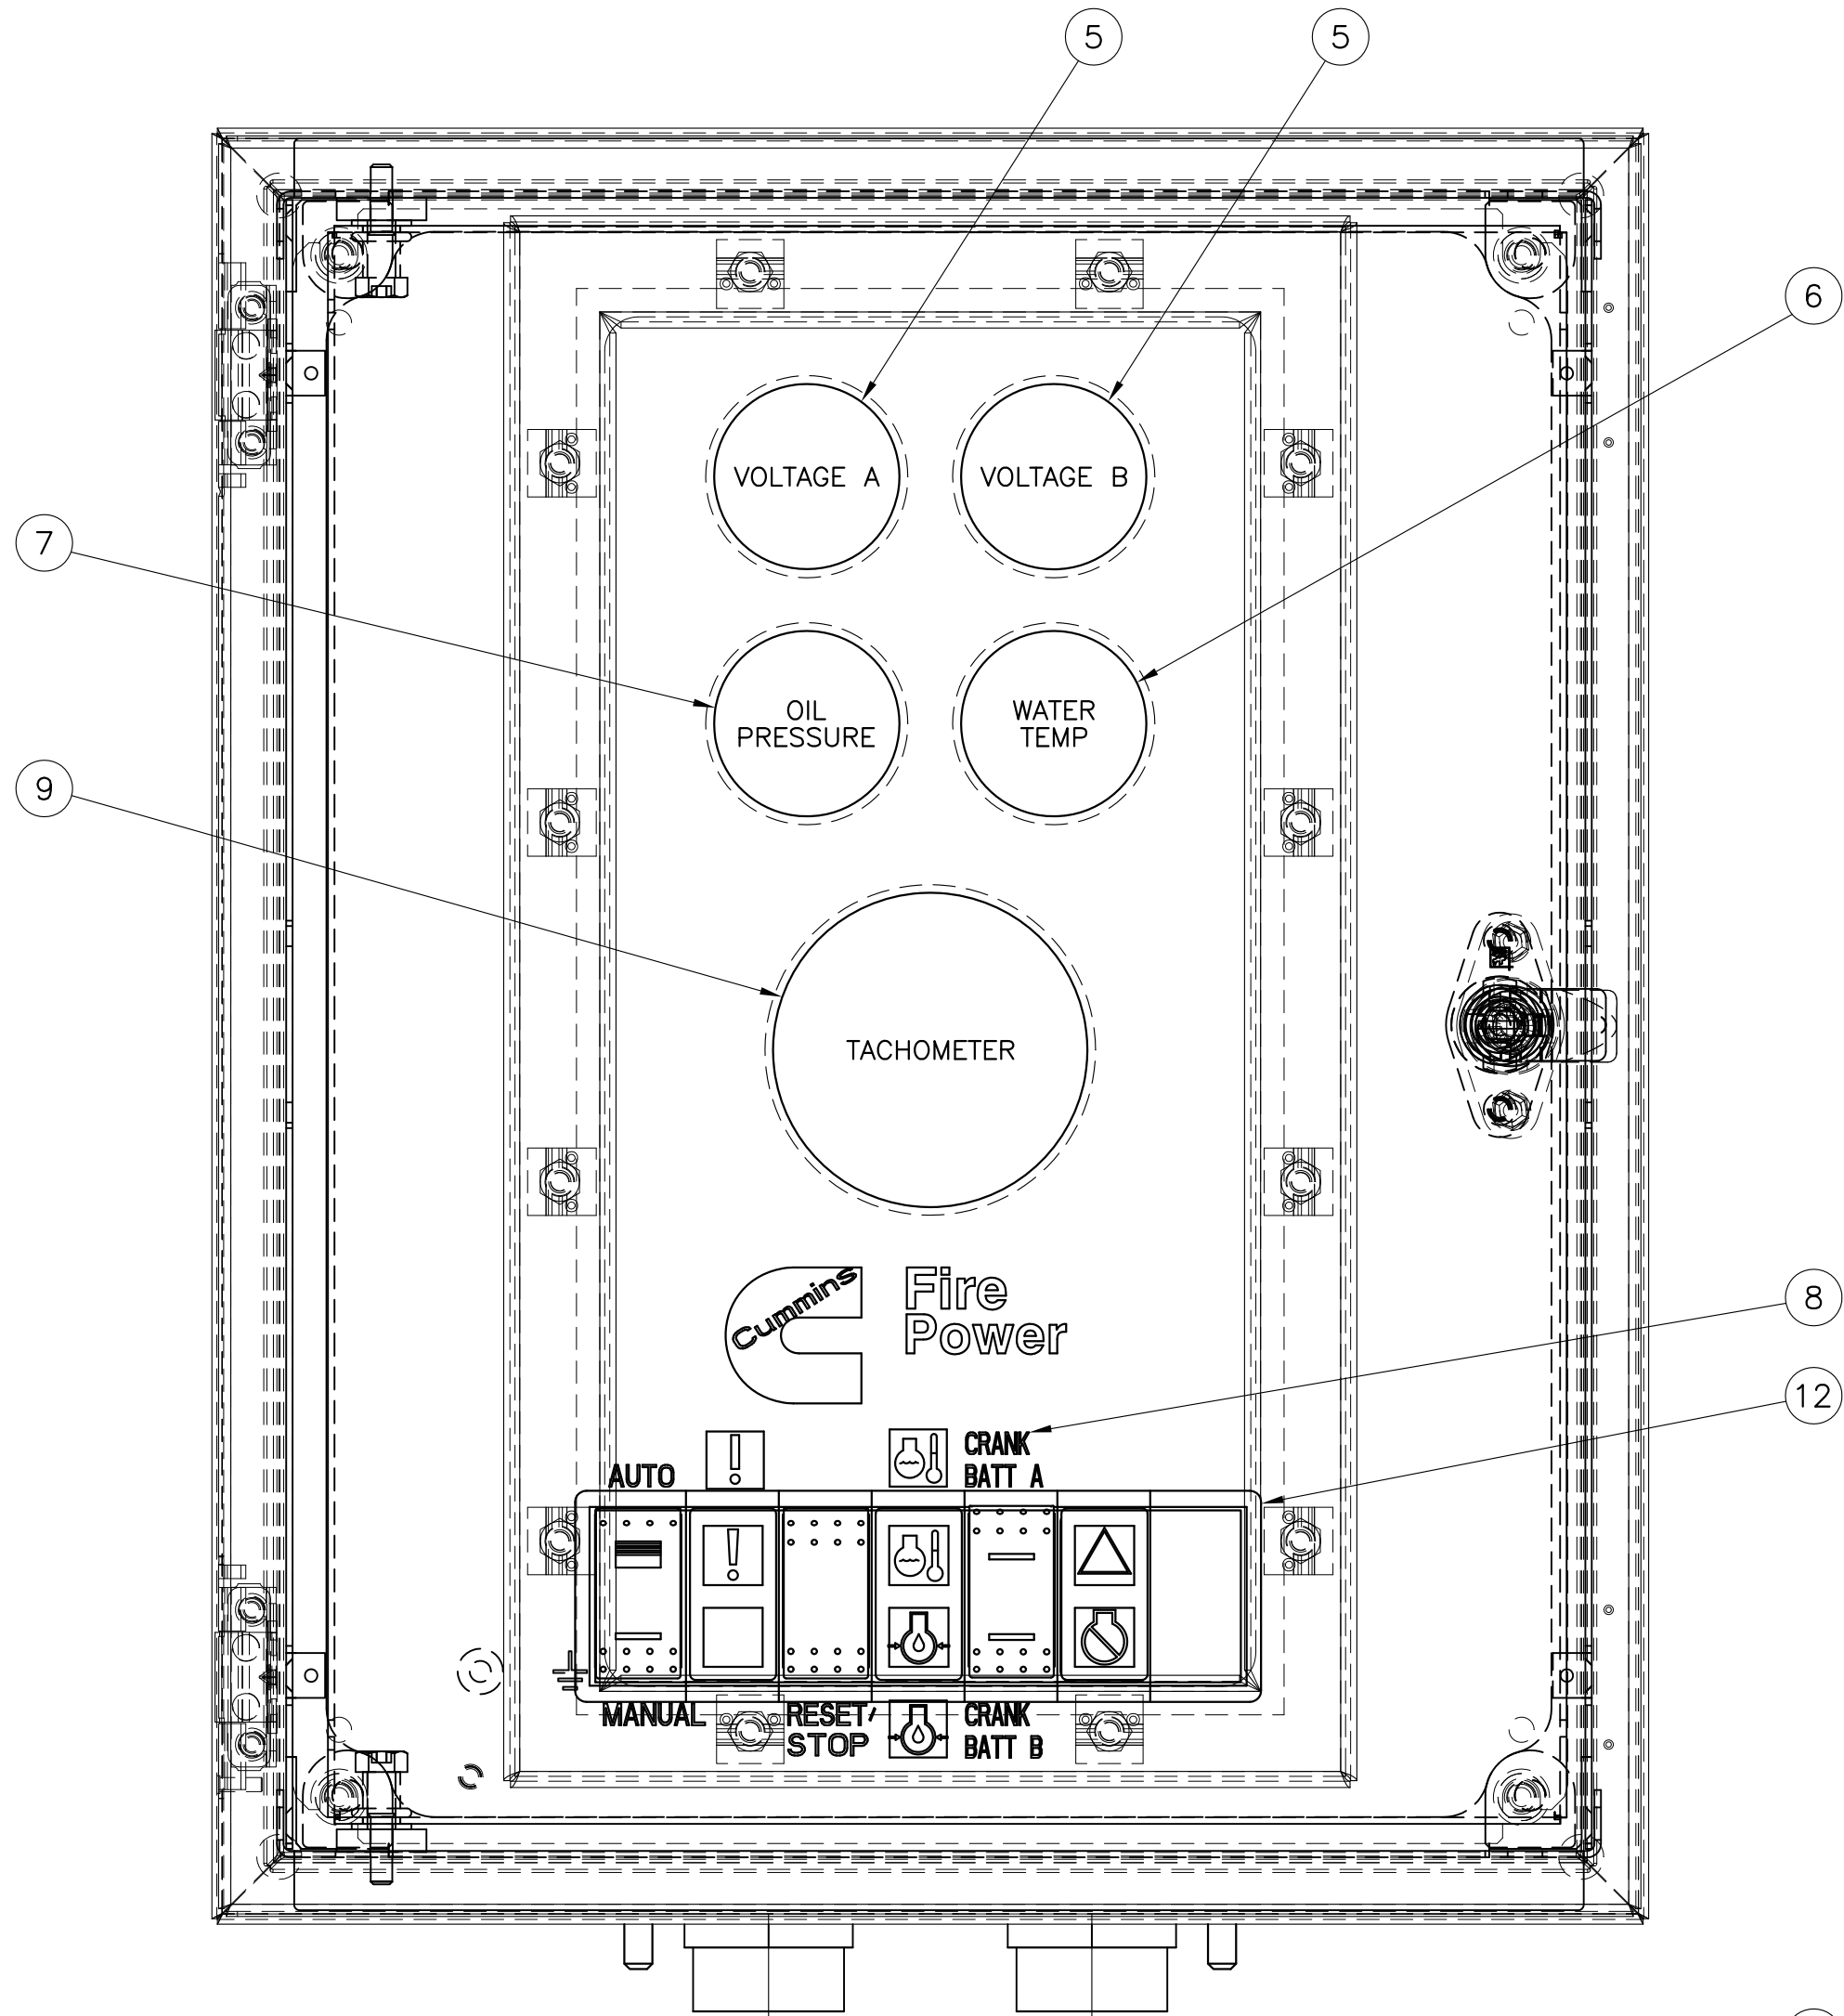 5
5
6
VOLTAGE A
VOLTAGE B
7
OIL
PRESSURE
WATER
TEMP
9
TACHOMETER
Cummins
Fire
Power
8
12
AUTO
!
CRANK
BATT A
!
MANUAL
RESET/
STOP
CRANK
BATT B